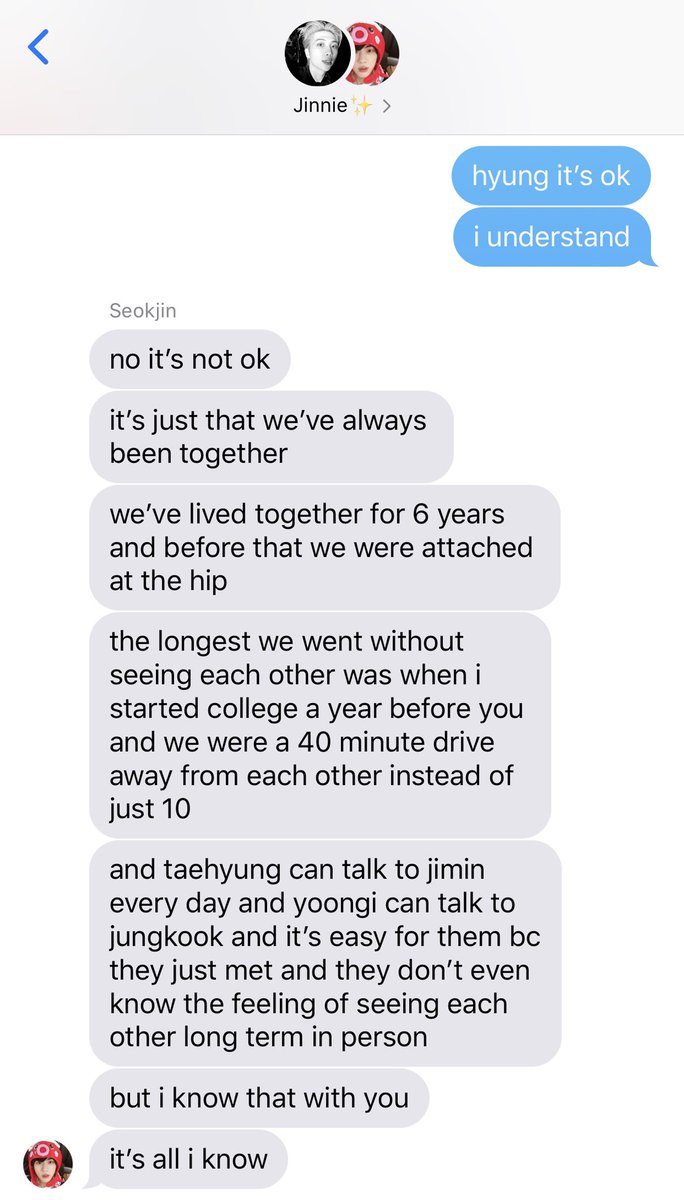 Jinnie✨ >
hyung it's ok
i understand
Seokjin
no it's not ok
it's just that we've always
been together
we've lived together for 6 years
and before that we were attached
at the hip
the longest we went without
seeing each other was when i
started college a year before you
and we were a 40 minute drive
away from each other instead of
just 10
and taehyung can talk to jimin
every day and yoongi can talk to
jungkook and it's easy for them bc
they just met and they don't even
know the feeling of seeing each
other long term in person
but i know that with you
it's all i know